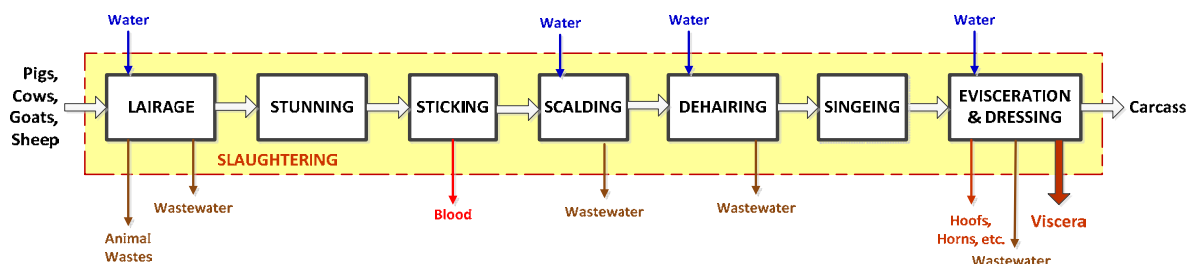 Water
Water
Water
Water
Pigs,
Cows,
Goats,
Sheep
LAIRAGE
STUNNING
STICKING
SCALDING
DEHAIRING
SINGEING
EVISCERATION
& DRESSING
Carcass
SLAUGHTERING
Wastewater
Animal
Wastes
Blood
Wastewater
Wastewater
Hoofs,
Horns, etc.
Viscera
Wastewater